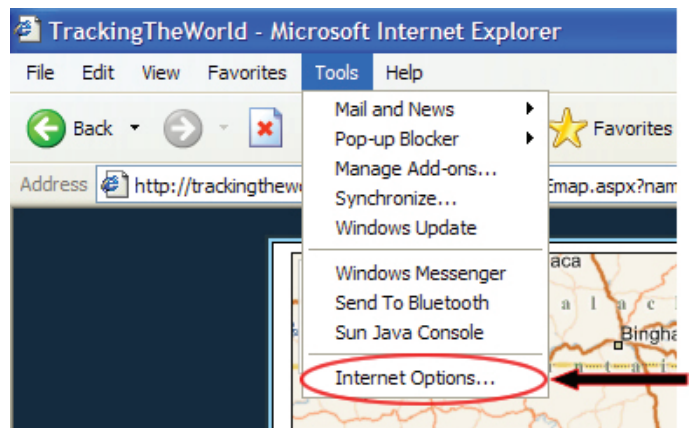 TrackingTheWorld - Microsoft Internet Explorer
File Edit View Favorites Tools Help
Back Favorites
Address http://trackingthew Emap.aspx?nam
Mail and News
Pop-up Blocker
Manage Add-ons...
Synchronize...
Windows Update
Windows Messenger
Send To Bluetooth
Sun Java Console
Internet Options...
aca
a l a c
Bingha